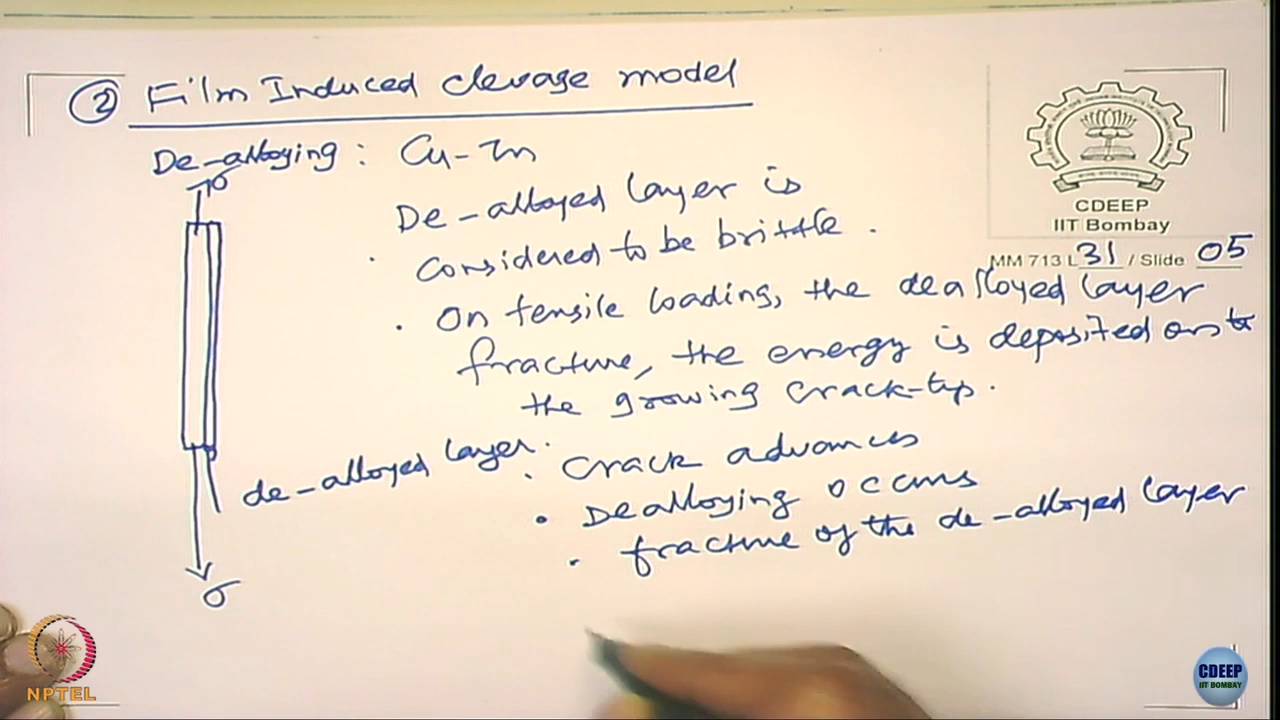 ② Film Induced clevage model
De-alloying : Cu-Zn
σ
De-alloyed layer is
considered to be brittle.
· On tensile loading, the dealloyed layer
fracture, the energy is deposited onto
the growing crack-tip.
de-alloyed layer.
· Crack advances
· Dealloying occurs
· fracture of the de-alloyed layer
σ
CDEEP
IIT Bombay
MM 713 L 31 / Slide 05
NPTEL
CDEEP
IIT BOMBAY